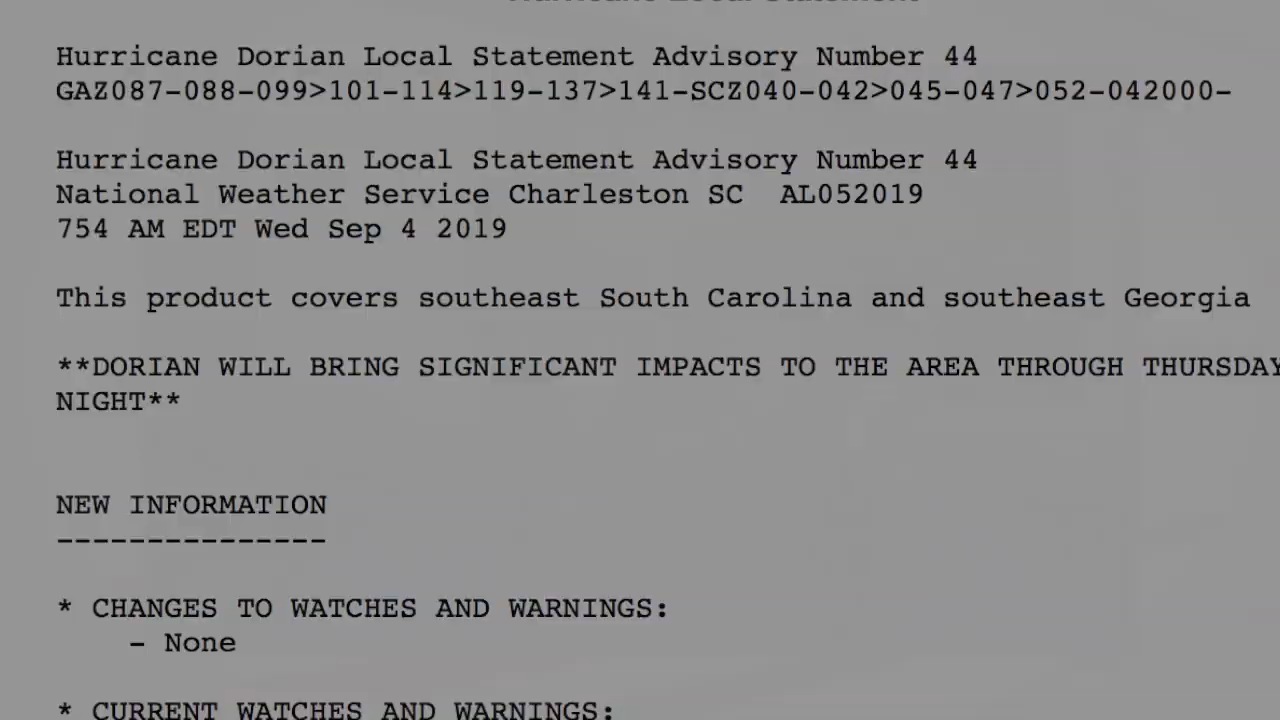 Hurricane Local Statement
Hurricane Dorian Local Statement Advisory Number 44
GAZ087-088-099>101-114>119-137>141-SCZ040-042>045-047>052-042000-
Hurricane Dorian Local Statement Advisory Number 44
National Weather Service Charleston SC  AL052019
754 AM EDT Wed Sep 4 2019
This product covers southeast South Carolina and southeast Georgia
**DORIAN WILL BRING SIGNIFICANT IMPACTS TO THE AREA THROUGH THURSDAY
NIGHT**
NEW INFORMATION
---------------
* CHANGES TO WATCHES AND WARNINGS:
- None
* CURRENT WATCHES AND WARNINGS: